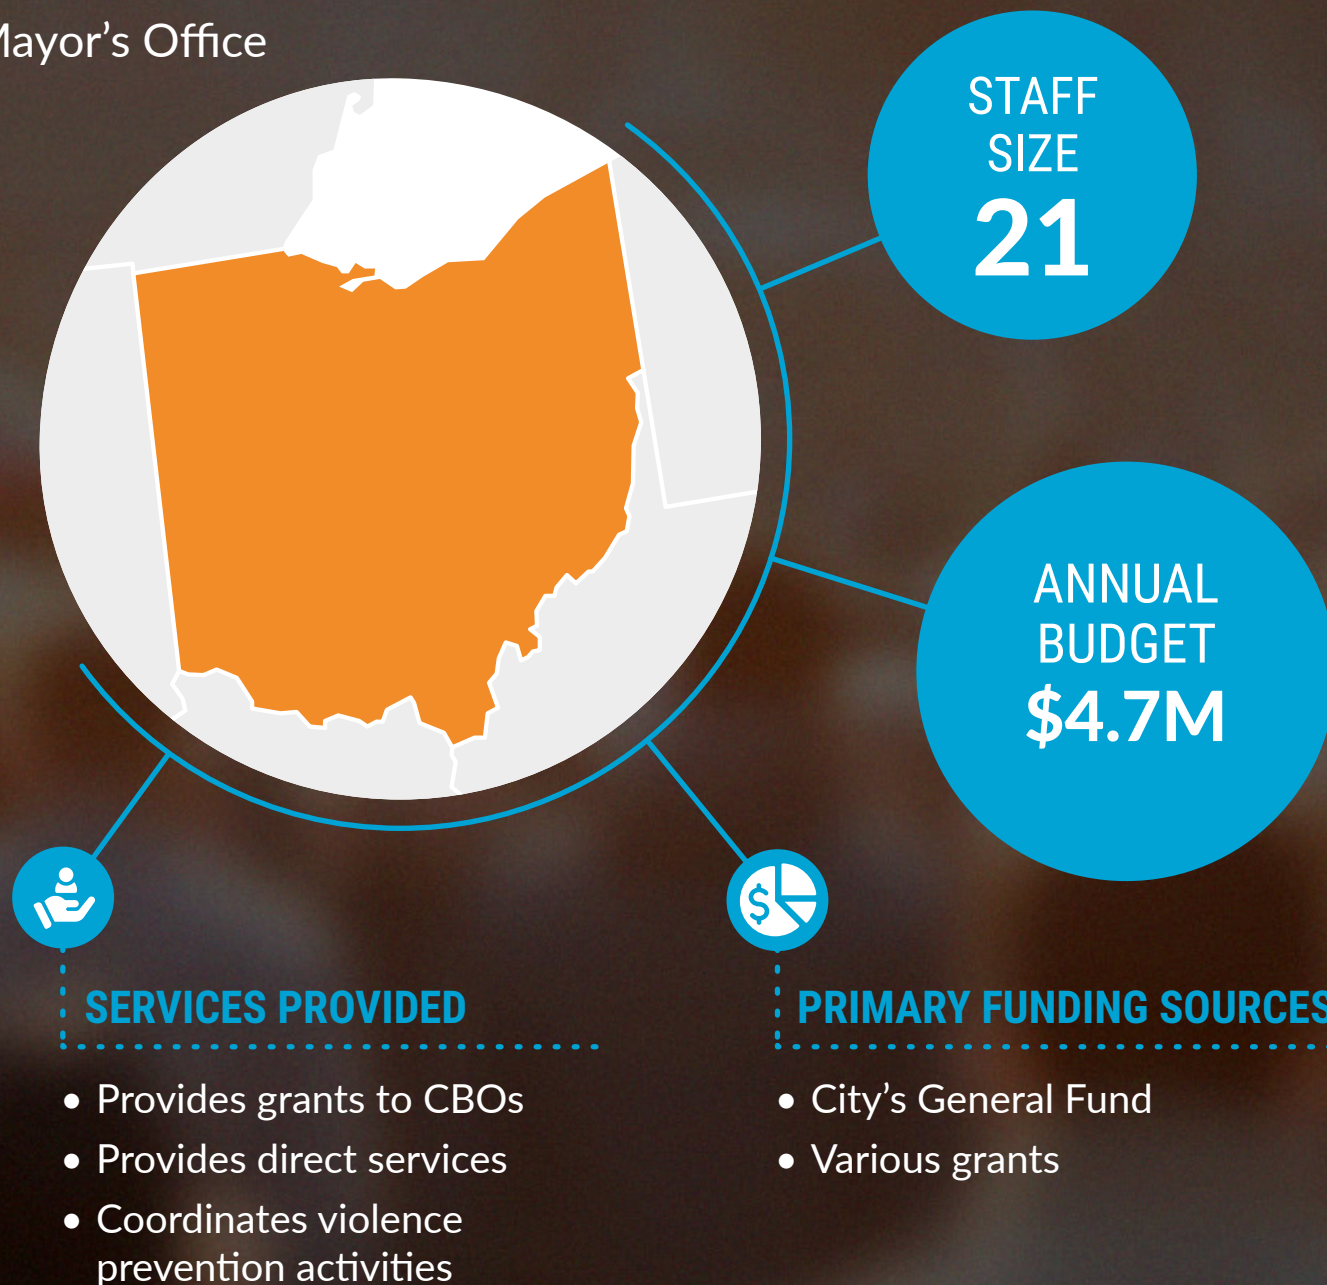 Mayor's Office
STAFF
SIZE
21
ANNUAL
BUDGET
$4.7M
$
SERVICES PROVIDED
• Provides grants to CBOs
• Provides direct services
• Coordinates violence
prevention activities
PRIMARY FUNDING SOURCES
• City's General Fund
• Various grants